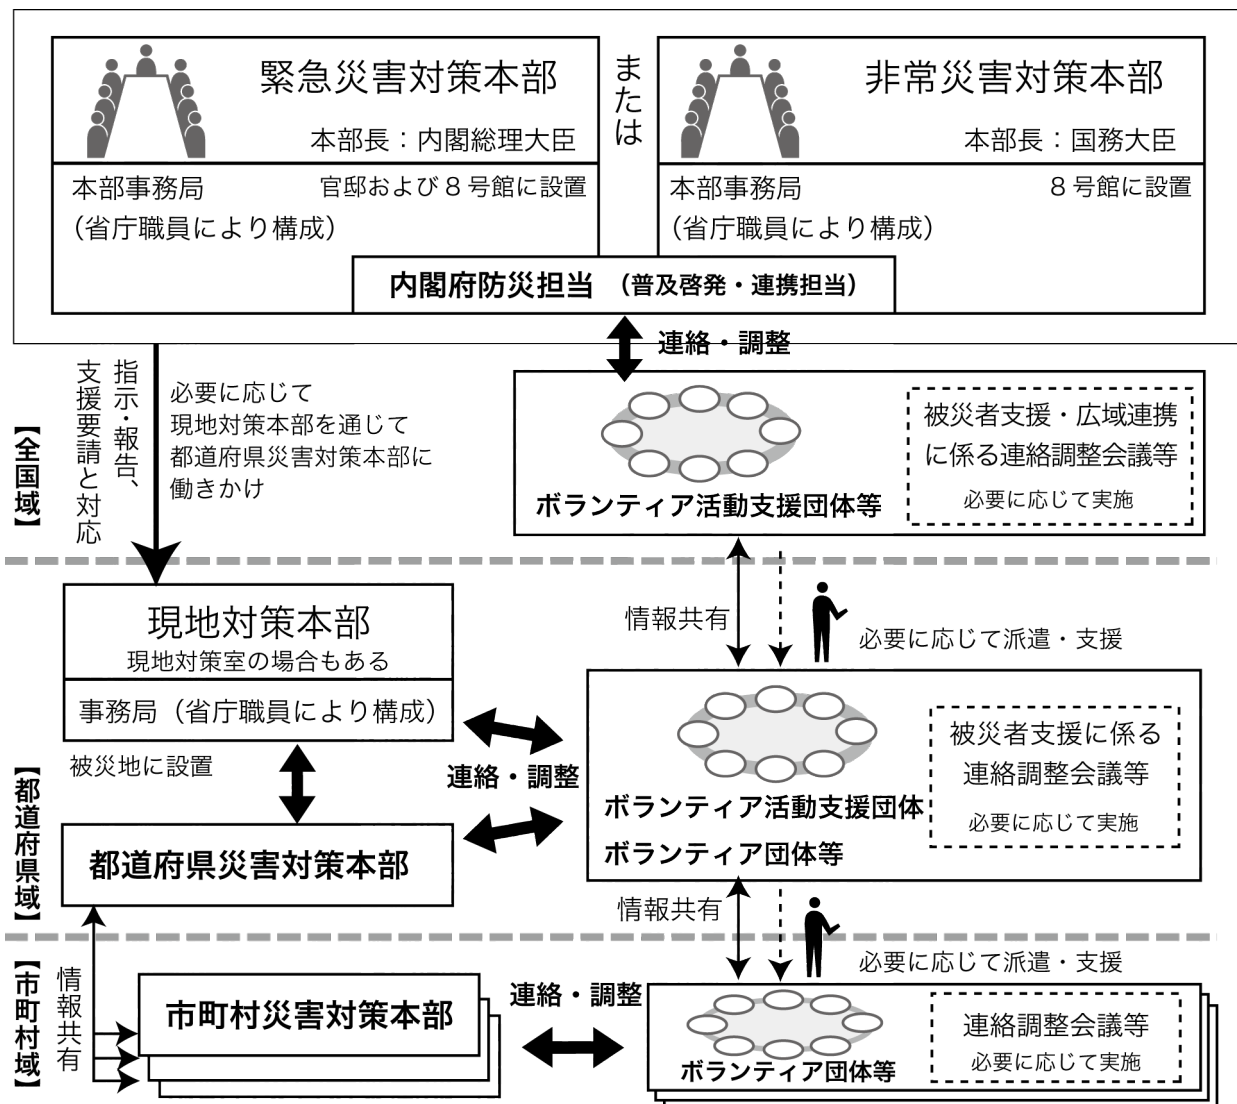 緊急災害対策本部
本部長：内閣総理大臣
本部事務局
官邸および８号館に設置
（省庁職員により構成）
または
非常災害対策本部
本部長：国務大臣
本部事務局
８号館に設置
（省庁職員により構成）
内閣府防災担当（普及啓発・連携担当）
連絡・調整
【全国域】
指示・報告、
支援要請と対応
必要に応じて
現地対策本部を通じて
都道府県災害対策本部に
働きかけ
ボランティア活動支援団体等
被災者支援・広域連携
に係る連絡調整会議等
必要に応じて実施
情報共有
必要に応じて派遣・支援
【都道府県域】
現地対策本部
現地対策室の場合もある
事務局（省庁職員により構成）
被災地に設置
連絡・調整
都道府県災害対策本部
ボランティア活動支援団体
ボランティア団体等
被災者支援に係る
連絡調整会議等
必要に応じて実施
情報共有
必要に応じて派遣・支援
【市町村域】
情報共有
市町村災害対策本部
連絡・調整
ボランティア団体等
連絡調整会議等
必要に応じて実施